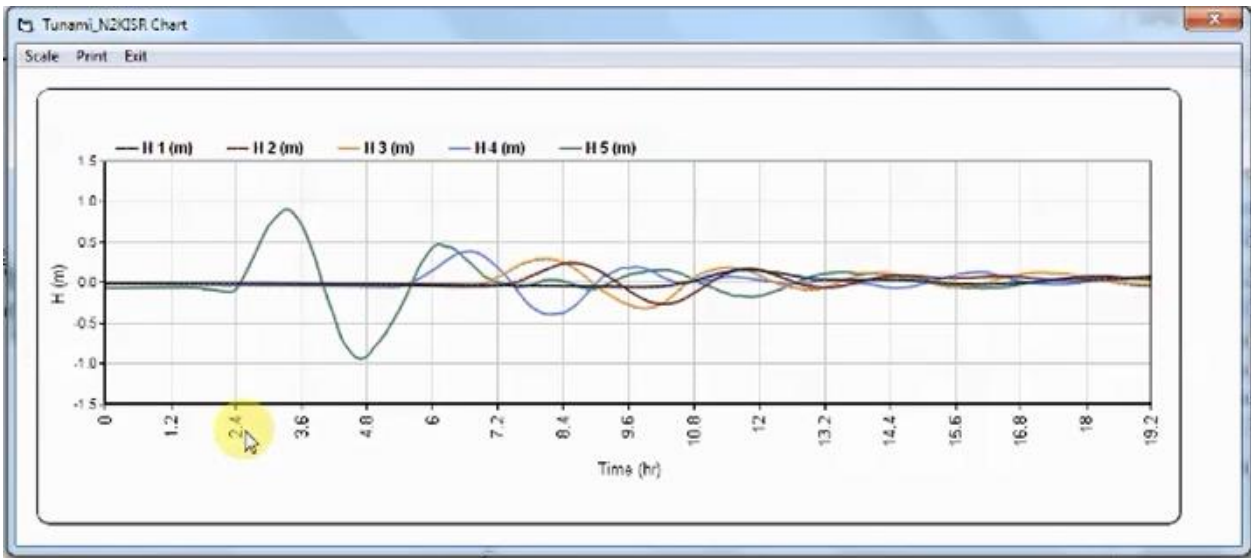 Tunami_N2KISR Chart
Scale Print Exit
H 1 (m) H 2 (m) H 3 (m) H 4 (m) H 5 (m)
1.5
1.0
0.5
0.0
-0.5
-1.0
-1.5
H (m)
0 1.2 2.4 3.6 4.8 6 7.2 8.4 9.6 10.8 12 13.2 14.4 15.6 16.8 18 19.2
Time (hr)